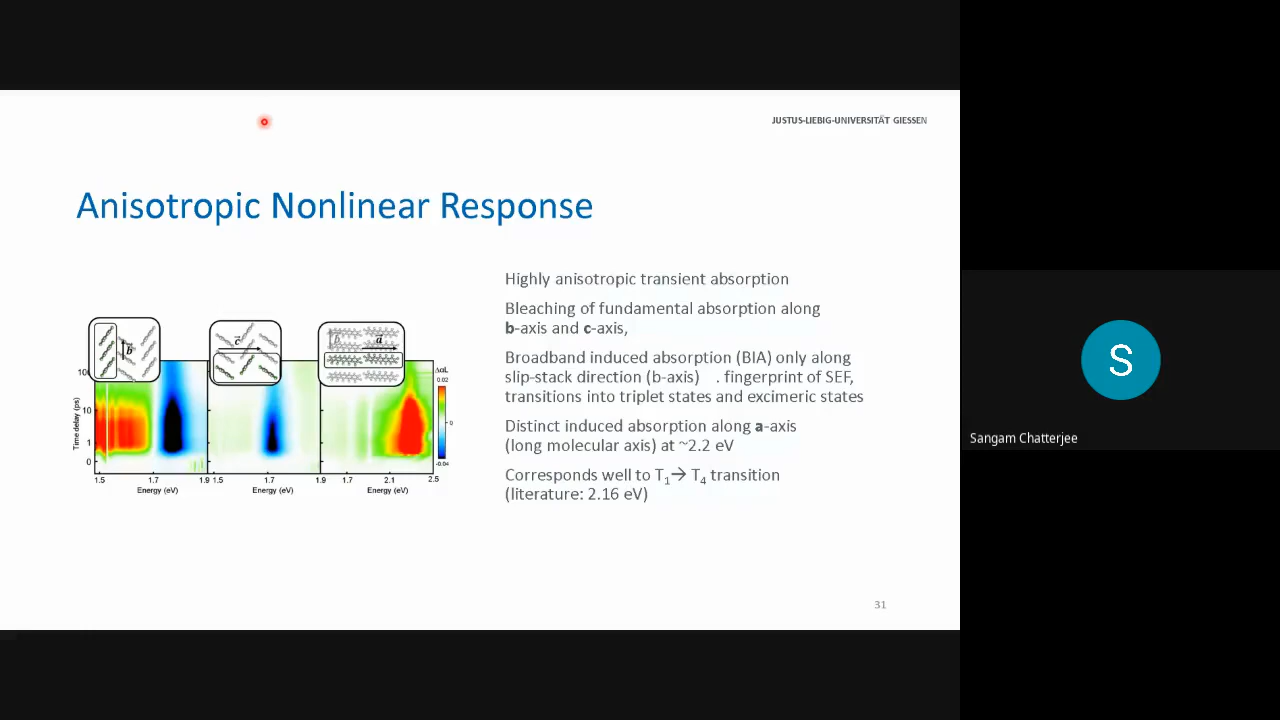 JUSTUS-LIEBIG-UNIVERSITÄT GIESSEN
Anisotropic Nonlinear Response
Highly anisotropic transient absorption
Bleaching of fundamental absorption along
b-axis and c-axis,
Broadband induced absorption (BIA) only along
slip-stack direction (b-axis) . fingerprint of SEF,
transitions into triplet states and excimeric states
Distinct induced absorption along a-axis
(long molecular axis) at ~2.2 eV
Corresponds well to T1→ T4 transition
(literature: 2.16 eV)
b
c
b a
ΔαL
0.02
0
-0.04
Time delay (ps)
10
1
0
1.5 1.7 1.9 1.5 1.7 1.9 1.7 2.1 2.5
Energy (eV) Energy (eV) Energy (eV)
31
S
Sangam Chatterjee